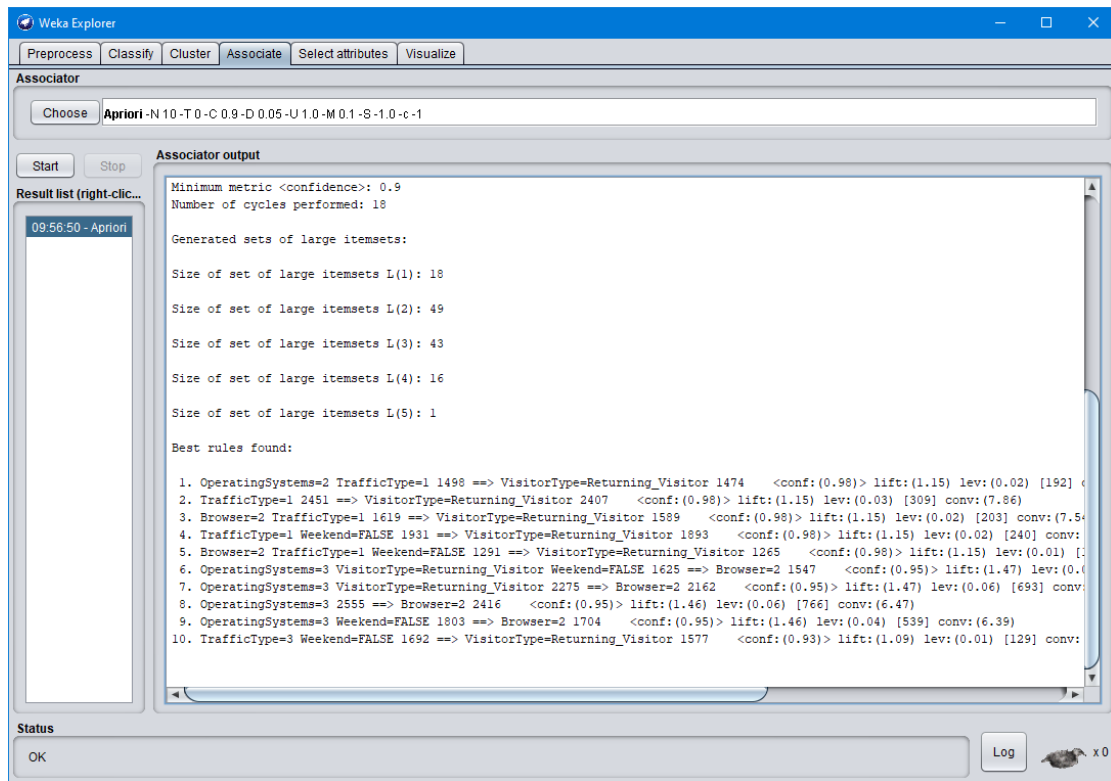 Weka Explorer
Preprocess Classify Cluster Associate Select attributes Visualize
Associator
Choose Apriori -N 10 -T 0 -C 0.9 -D 0.05 -U 1.0 -M 0.1 -S -1.0 -c -1
Start Stop
Result list (right-clic...
09:56:50 - Apriori
Associator output
Minimum metric <confidence>: 0.9
Number of cycles performed: 18
Generated sets of large itemsets:
Size of set of large itemsets L(1): 18
Size of set of large itemsets L(2): 49
Size of set of large itemsets L(3): 43
Size of set of large itemsets L(4): 16
Size of set of large itemsets L(5): 1
Best rules found:
1. OperatingSystems=2 TrafficType=1 1498 ==> VisitorType=Returning_Visitor 1474 <conf:(0.98)> lift:(1.15) lev:(0.02) [192]
2. TrafficType=1 2451 ==> VisitorType=Returning_Visitor 2407 <conf:(0.98)> lift:(1.15) lev:(0.03) [309] conv:(7.86)
3. Browser=2 TrafficType=1 1619 ==> VisitorType=Returning_Visitor 1589 <conf:(0.98)> lift:(1.15) lev:(0.02) [203] conv:(7.54
4. TrafficType=1 Weekend=FALSE 1931 ==> VisitorType=Returning_Visitor 1893 <conf:(0.98)> lift:(1.15) lev:(0.02) [240] conv:
5. Browser=2 TrafficType=1 Weekend=FALSE 1291 ==> VisitorType=Returning_Visitor 1265 <conf:(0.98)> lift:(1.15) lev:(0.01)
6. OperatingSystems=3 VisitorType=Returning_Visitor Weekend=FALSE 1625 ==> Browser=2 1547 <conf:(0.95)> lift:(1.47)
7. OperatingSystems=3 VisitorType=Returning_Visitor 2275 ==> Browser=2 2162 <conf:(0.95)> lift:(1.47) lev:(0.06) [693] conv:
8. OperatingSystems=3 2555 ==> Browser=2 2416 <conf:(0.95)> lift:(1.46) lev:(0.06) [766] conv:(6.47)
9. OperatingSystems=3 Weekend=FALSE 1803 ==> Browser=2 1704 <conf:(0.95)> lift:(1.46) lev:(0.04) [539] conv:(6.39)
10. TrafficType=3 Weekend=FALSE 1692 ==> VisitorType=Returning_Visitor 1577 <conf:(0.93)> lift:(1.09) lev:(0.01) [129] conv:
Status
OK
Log
x 0